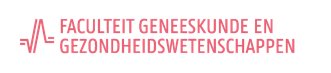 FACULTEIT GENEESKUNDE EN
GEZONDHEIDSWETENSCHAPPEN